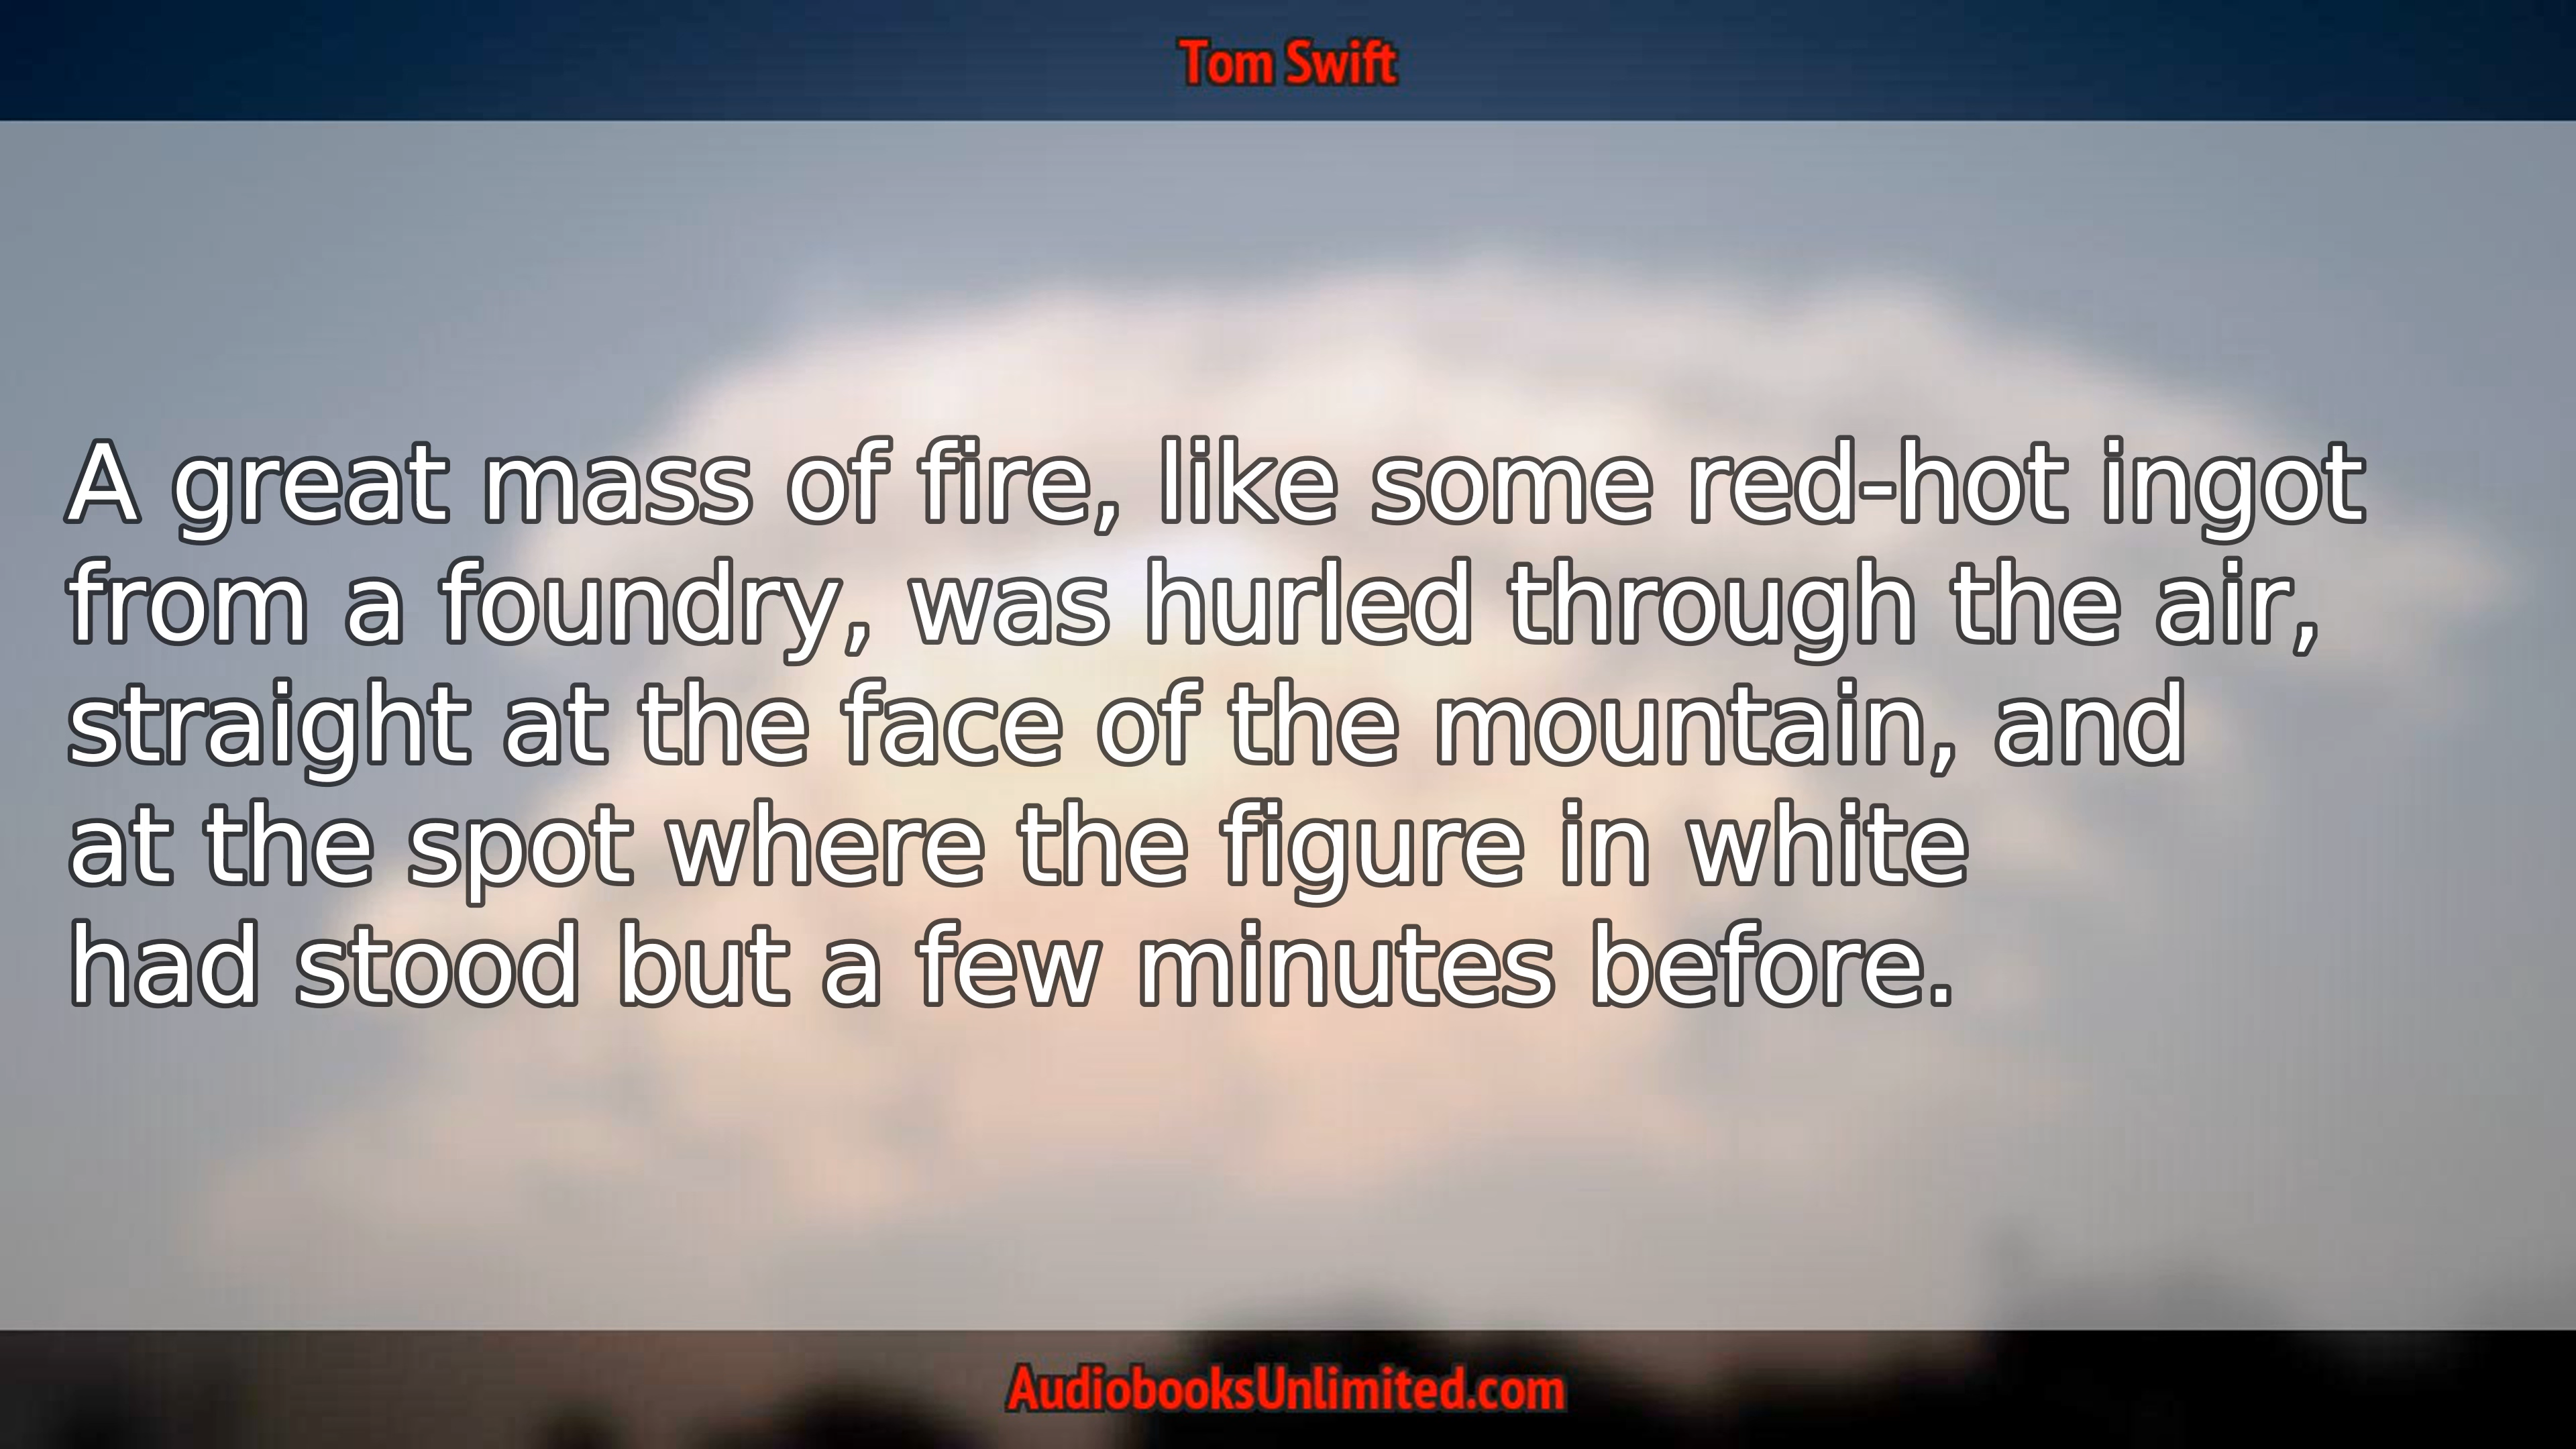 Tom Swift
A great mass of fire, like some red-hot ingot
from a foundry, was hurled through the air,
straight at the face of the mountain, and
at the spot where the figure in white
had stood but a few minutes before.
AudiobooksUnlimited.com